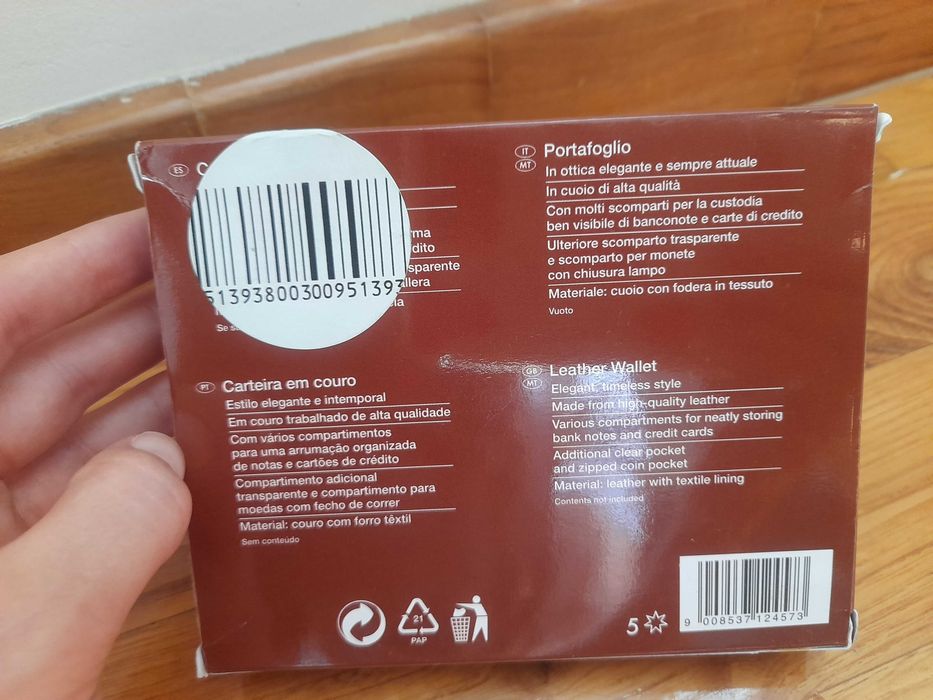 ES
rma
dito
sparente
allera
5139380030095139
Se s
IT
MT
Portafoglio
In ottica elegante e sempre attuale
In cuoio di alta qualità
Con molti scomparti per la custodia
ben visibile di banconote e carte di credito
Ulteriore scomparto trasparente
e scomparto per monete
con chiusura lampo
Materiale: cuoio con fodera in tessuto
Vuoto
PT
Carteira em couro
Estilo elegante e intemporal
Em couro trabalhado de alta qualidade
Com vários compartimentos
para uma arrumação organizada
de notas e cartões de crédito
Compartimento adicional
transparente e compartimento para
moedas com fecho de correr
Material: couro com forro têxtil
Sem conteúdo
GB
MT
Leather Wallet
Elegant, timeless style
Made from high-quality leather
Various compartments for neatly storing
bank notes and credit cards
Additional clear pocket
and zipped coin pocket
Material: leather with textile lining
Contents not included
21
PAP
5
9 008537 124573